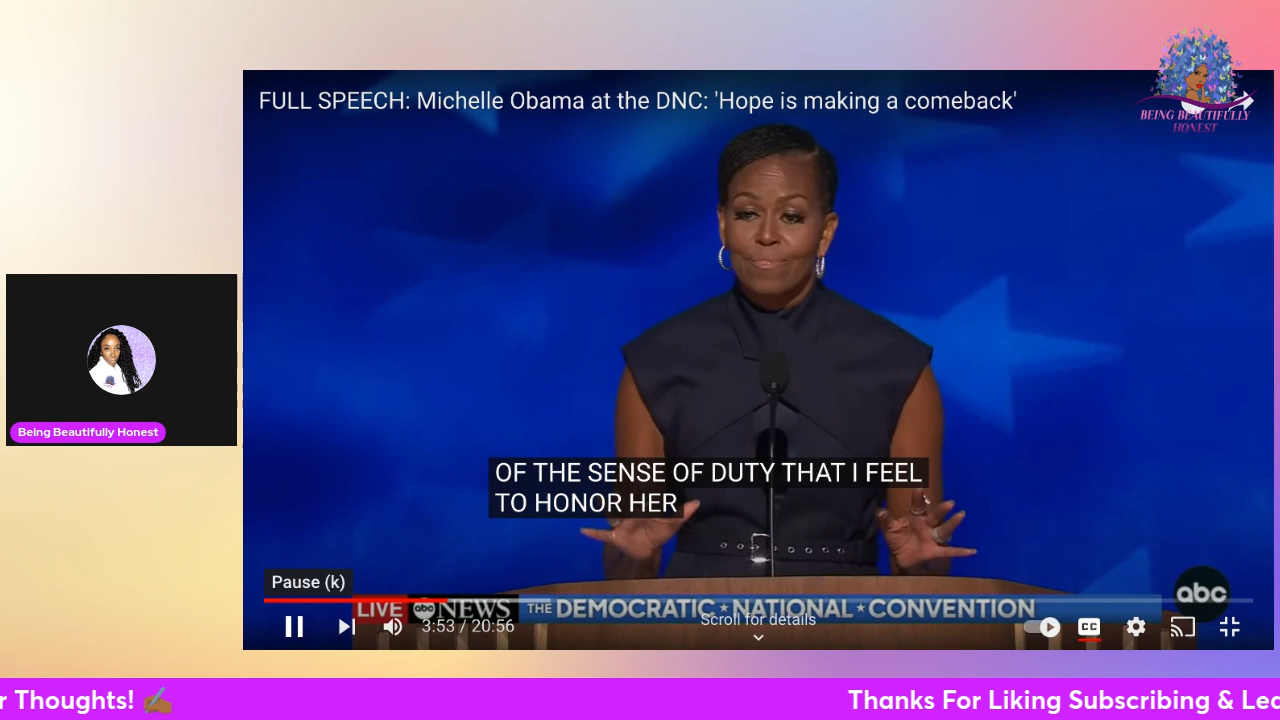 FULL SPEECH: Michelle Obama at the DNC: 'Hope is making a comeback'
BEING BEAUTIFULLY
HONEST
Being Beautifully Honest
OF THE SENSE OF DUTY THAT I FEEL
TO HONOR HER
Pause (k)
abc
LIVE abc NEWS THE DEMOCRATIC NATIONAL CONVENTION
Scroll for details
3:53 / 20:56
CC
r Thoughts! ✍🏾
Thanks For Liking Subscribing & Lea